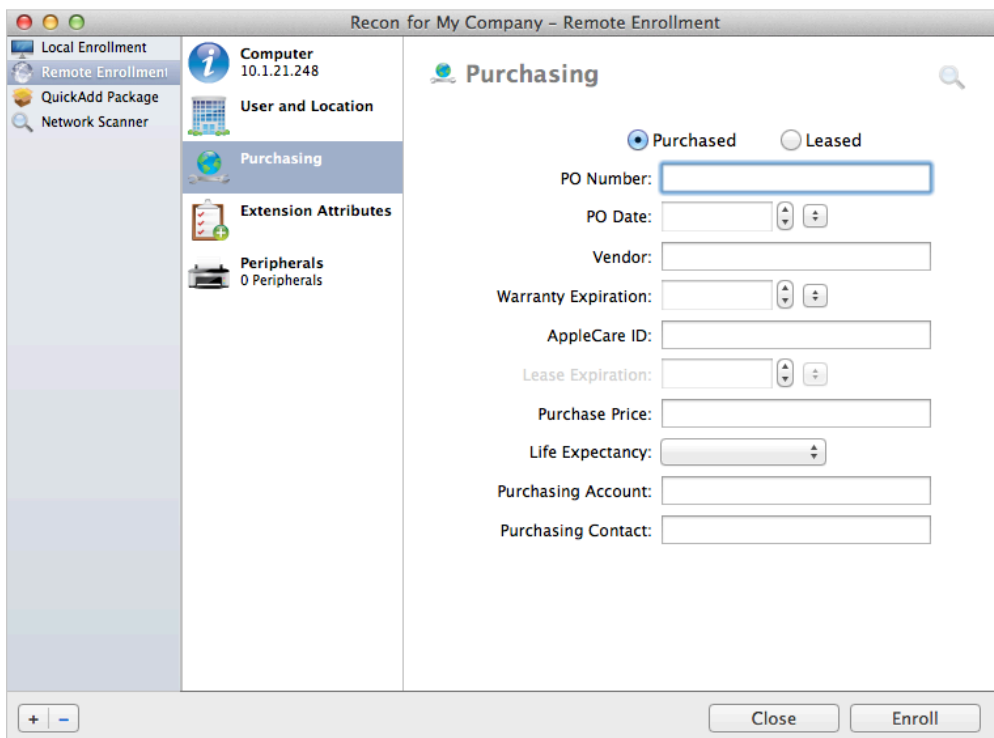 Recon for My Company – Remote Enrollment
Local Enrollment
Remote Enrollment
QuickAdd Package
Network Scanner
Computer
10.1.21.248
User and Location
Purchasing
Extension Attributes
Peripherals
0 Peripherals
Purchasing
Purchased
Leased
PO Number:
PO Date:
Vendor:
Warranty Expiration:
AppleCare ID:
Lease Expiration:
Purchase Price:
Life Expectancy:
Purchasing Account:
Purchasing Contact:
+ −
Close
Enroll